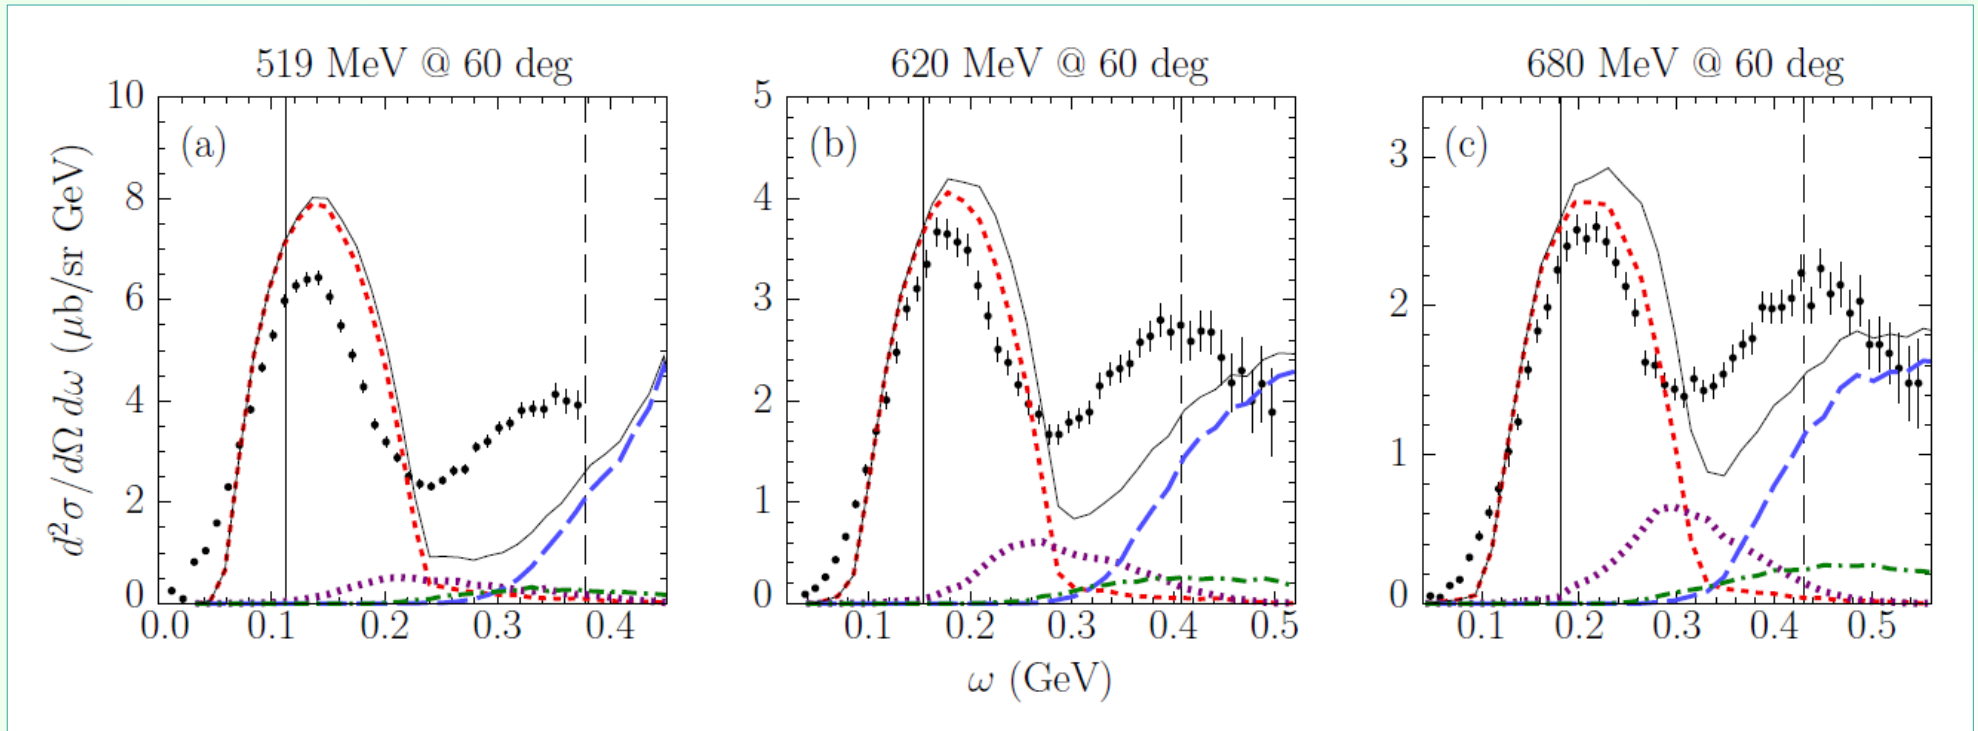 519 MeV @ 60 deg
620 MeV @ 60 deg
680 MeV @ 60 deg
d²σ/dΩ dω (μb/sr GeV)
(a)
10
8
6
4
2
0
0.0 0.1 0.2 0.3 0.4
(b)
5
4
3
2
1
0
0.1 0.2 0.3 0.4 0.5
(c)
3
2
1
0
0.1 0.2 0.3 0.4 0.5
ω (GeV)